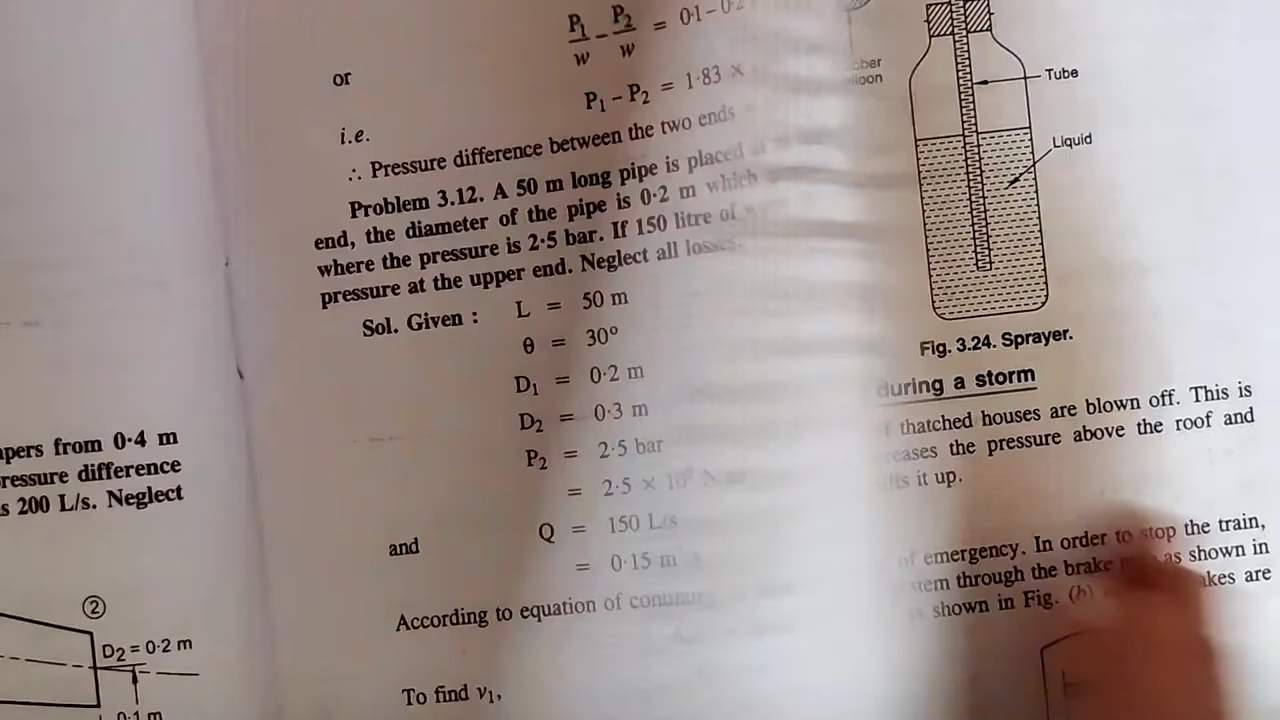 apers from 0·4 m
ressure difference
s 200 L/s. Neglect
②
D₂ = 0·2 m
0·1 m
P₁/w - P₂/w = 0·1 - 0·2
or
P₁ - P₂ = 1·83 ×
i.e.
∴ Pressure difference between the two ends
Problem 3.12. A 50 m long pipe is placed
end, the diameter of the pipe is 0·2 m which
where the pressure is 2·5 bar. If 150 litre of
pressure at the upper end. Neglect all losses.
Sol. Given : L = 50 m
θ = 30°
D₁ = 0·2 m
D₂ = 0·3 m
P₂ = 2·5 bar
= 2·5 ×
and Q = 150 L/s
= 0·15 m
According to equation of
To find v₁,
Tube
Liquid
Fig. 3.24. Sprayer.
during a storm
thatched houses are blown off. This is
eases the pressure above the roof and
it up.
of emergency. In order to stop the train,
tem through the brake as shown in
shown in Fig. (b) akes are